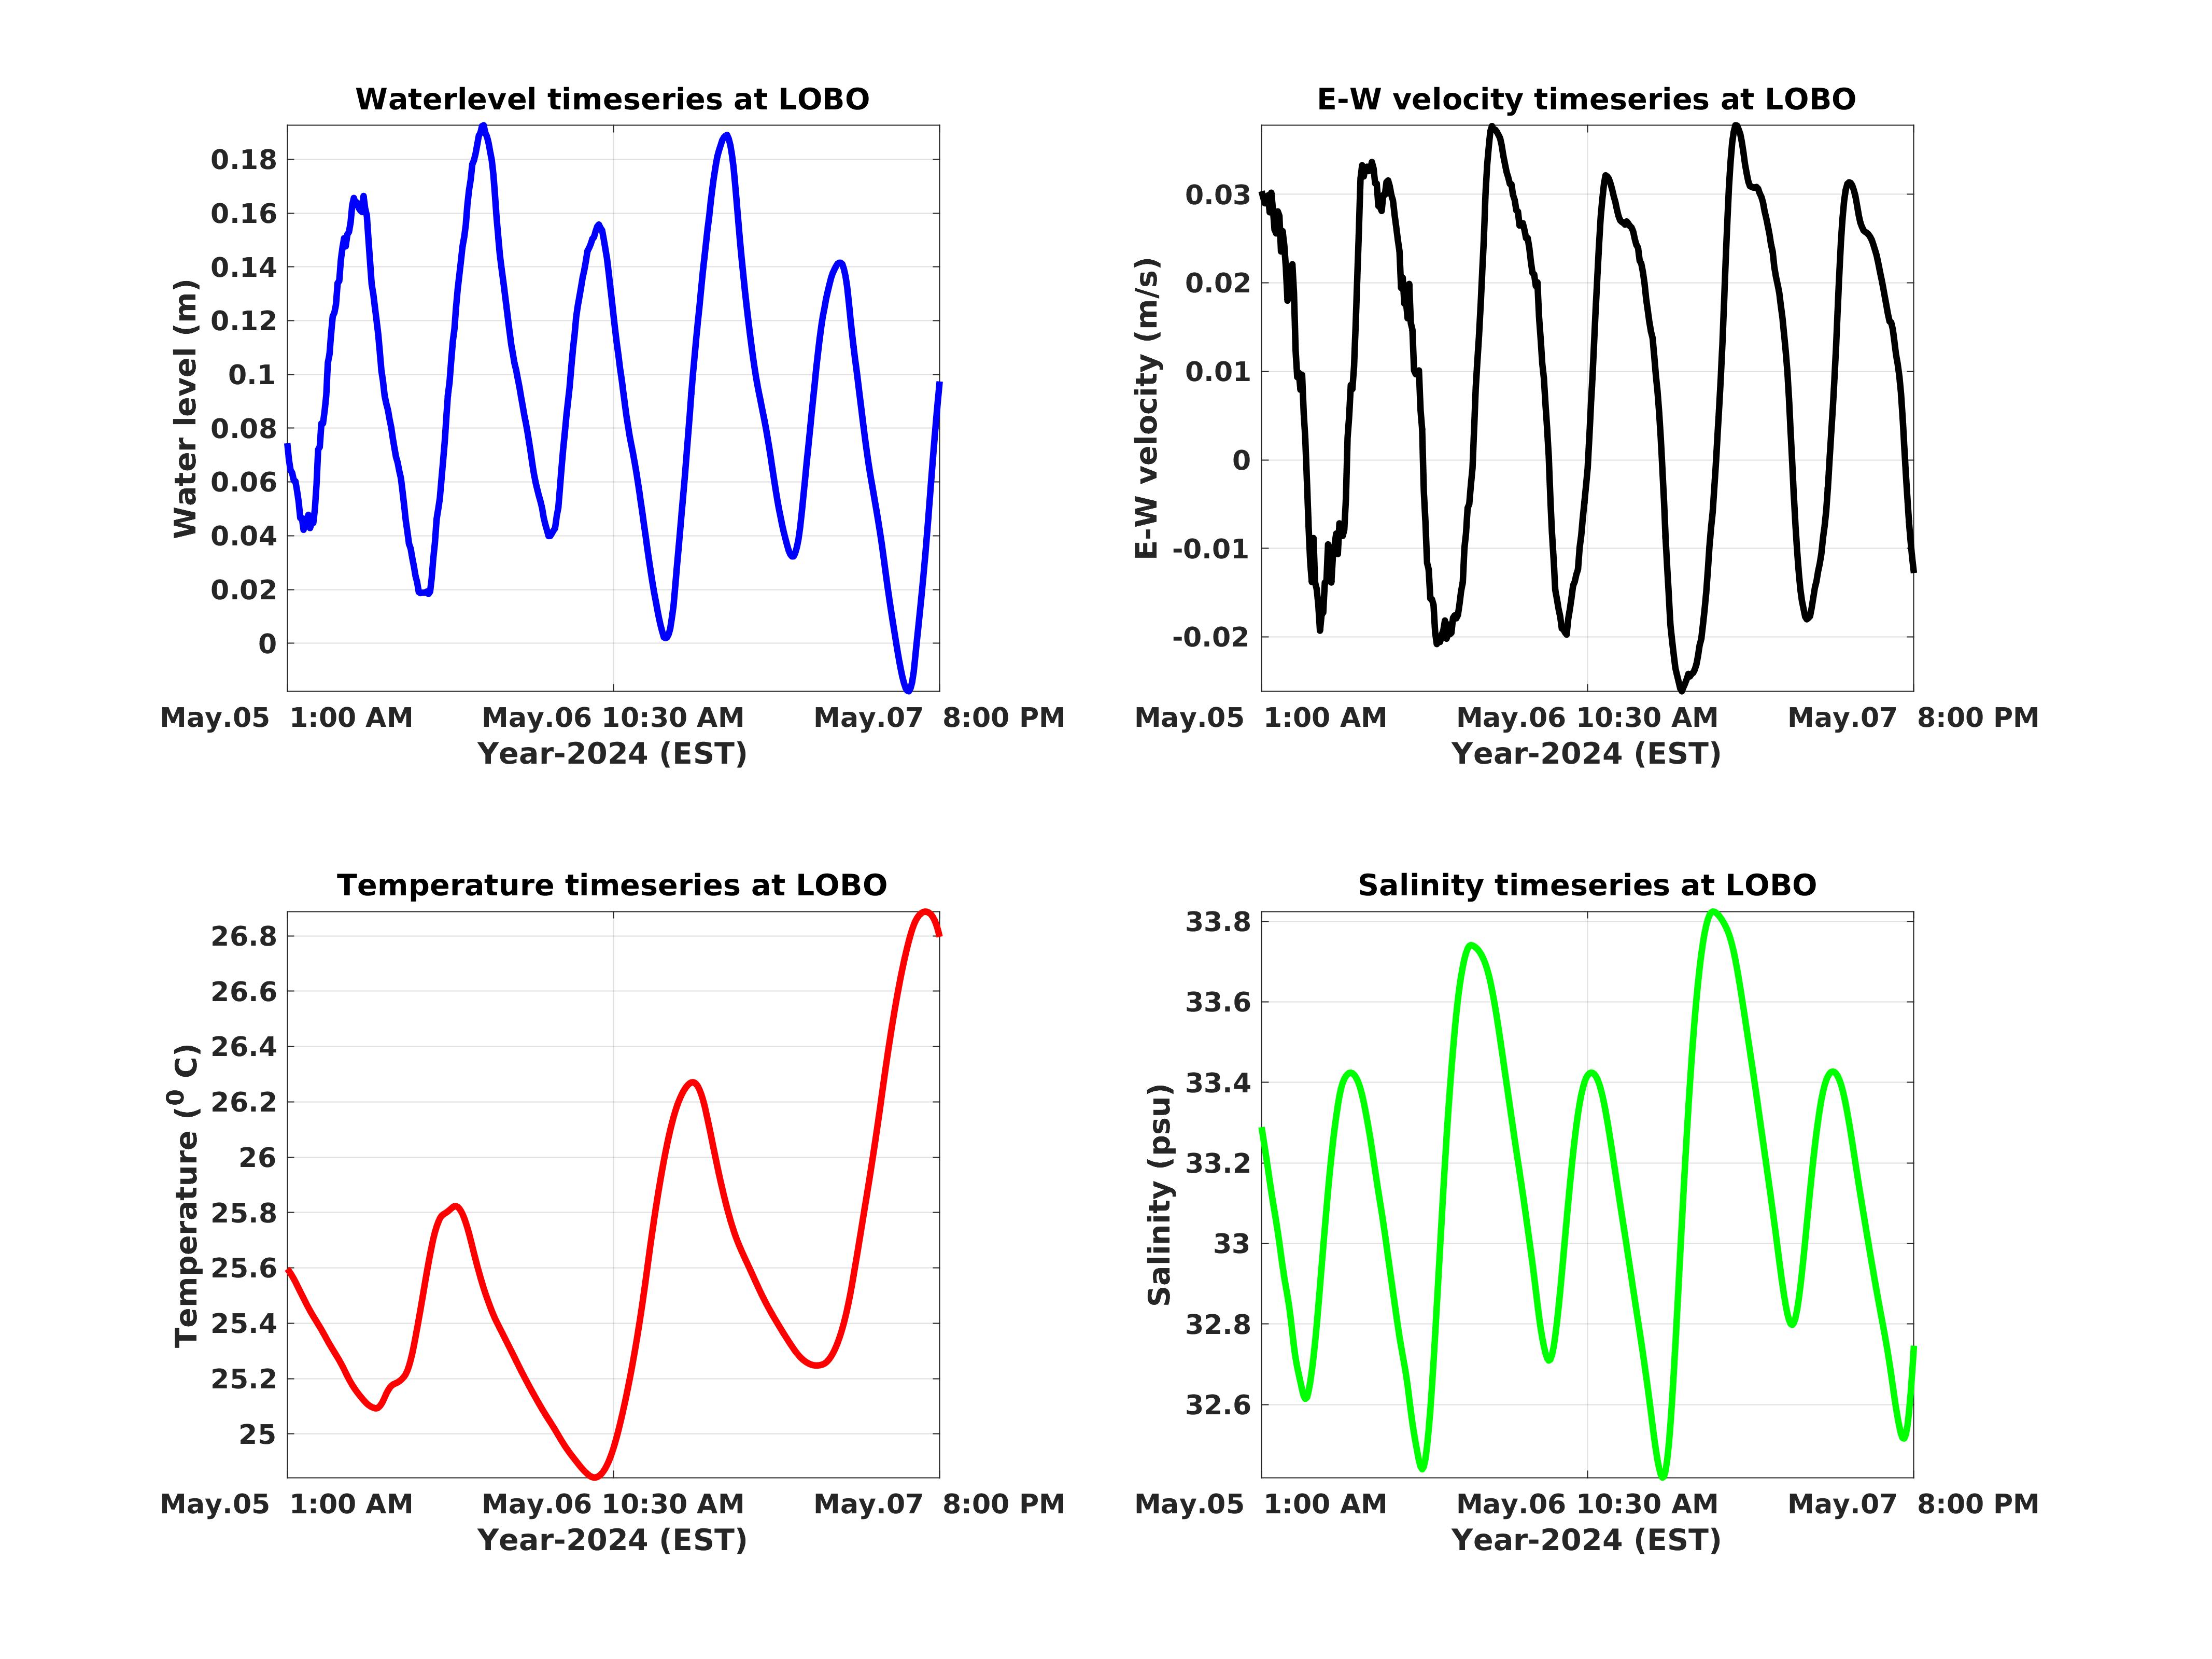 Waterlevel timeseries at LOBO
Water level (m)
0.18
0.16
0.14
0.12
0.1
0.08
0.06
0.04
0.02
0
May.05 1:00 AM
May.06 10:30 AM
May.07 8:00 PM
Year-2024 (EST)
E-W velocity timeseries at LOBO
E-W velocity (m/s)
0.03
0.02
0.01
0
-0.01
-0.02
May.05 1:00 AM
May.06 10:30 AM
May.07 8:00 PM
Year-2024 (EST)
Temperature timeseries at LOBO
Temperature (⁰ C)
26.8
26.6
26.4
26.2
26
25.8
25.6
25.4
25.2
25
May.05 1:00 AM
May.06 10:30 AM
May.07 8:00 PM
Year-2024 (EST)
Salinity timeseries at LOBO
Salinity (psu)
33.8
33.6
33.4
33.2
33
32.8
32.6
May.05 1:00 AM
May.06 10:30 AM
May.07 8:00 PM
Year-2024 (EST)